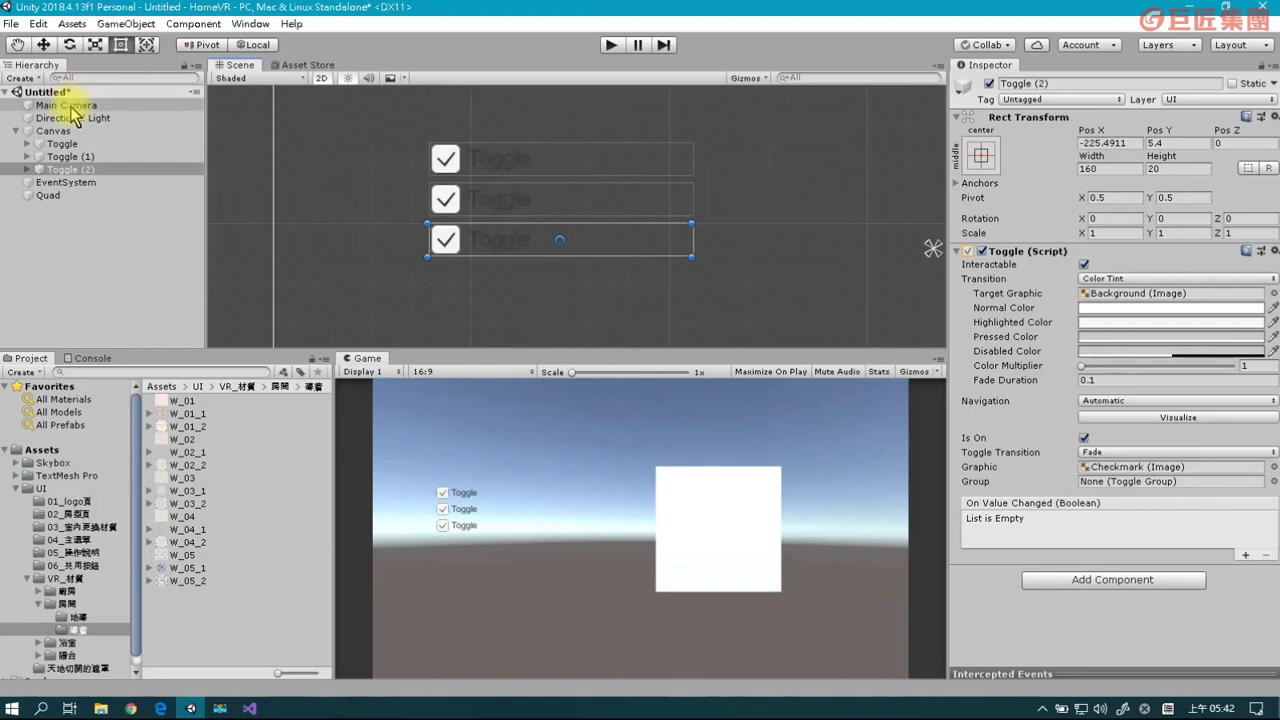 Unity 2018.4.13f1 Personal - Untitled - HomeVR - PC, Mac & Linux Standalone* <DX11>
巨匠集團
File Edit Assets GameObject Component Window Help
Pivot Local Collab Account Layers Layout
Hierarchy
Create All
Untitled*
Main Camera
Directional Light
Canvas
Toggle
Toggle (1)
Toggle (2)
EventSystem
Quad
Scene Asset Store
Shaded 2D Gizmos All
Toggle
Toggle
Toggle
Project Console
Create
Favorites
All Materials
All Models
All Prefabs
Assets
Skybox
TextMesh Pro
UI
01_logo頁
02_房型頁
03_室內更換材質
04_主選單
05_操作說明
06_共用按鈕
VR_材質
廚房
房間
地磚
浴室
陽台
天地切開的遮罩
Assets UI VR_材質 房間
W_01
W_01_1
W_01_2
W_02
W_02_1
W_02_2
W_03
W_03_1
W_03_2
W_04
W_04_1
W_04_2
W_05
W_05_1
W_05_2
Game
Display 1 16:9 Scale 1x Maximize On Play Mute Audio Stats Gizmos
Toggle
Toggle
Toggle
Inspector
Toggle (2) Static
Tag Untagged Layer UI
Rect Transform
center
middle
Pos X Pos Y Pos Z
-225.4911 5.4 0
Width Height
160 20
R
Anchors
Pivot X 0.5 Y 0.5
Rotation X 0 Y 0 Z 0
Scale X 1 Y 1 Z 1
Toggle (Script)
Interactable
Transition Color Tint
Target Graphic Background (Image)
Normal Color
Highlighted Color
Pressed Color
Disabled Color
Color Multiplier 1
Fade Duration 0.1
Navigation Automatic
Visualize
Is On
Toggle Transition Fade
Graphic Checkmark (Image)
Group None (Toggle Group)
On Value Changed (Boolean)
List is Empty
Add Component
Intercepted Events
上午 05:42